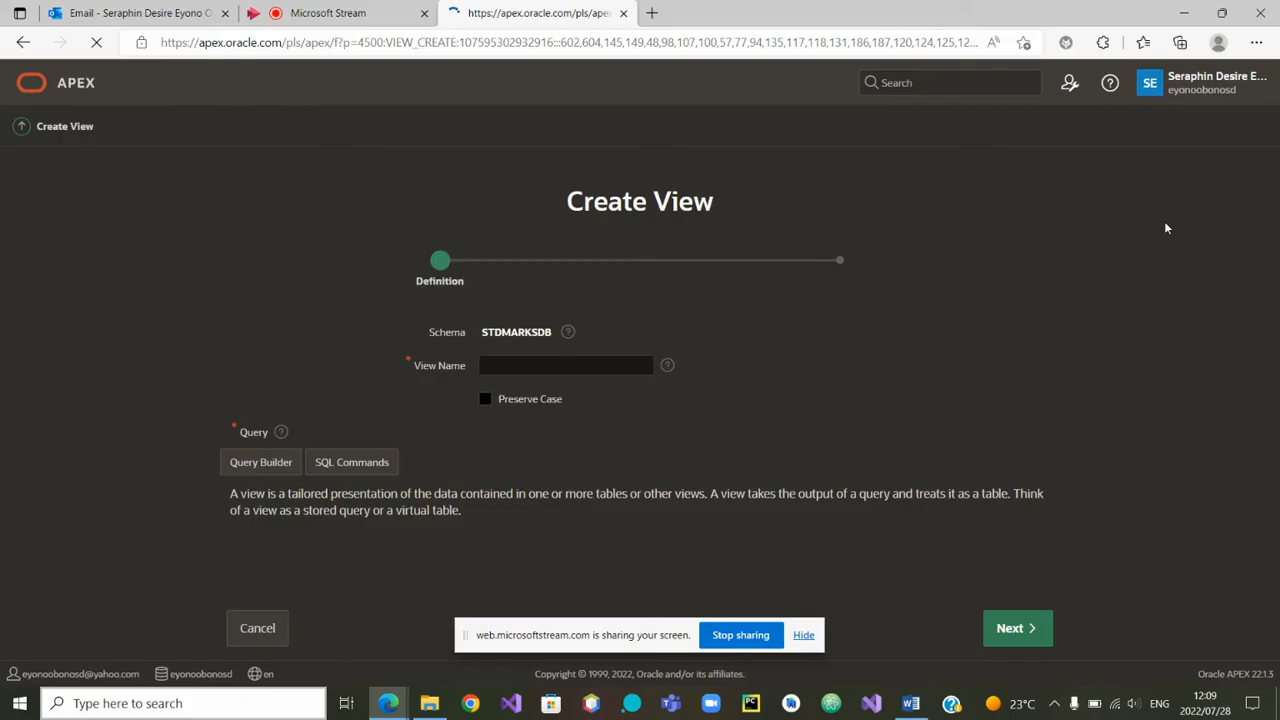 Email - Seraphin Desire Eyono O
Microsoft Stream
https://apex.oracle.com/pls/apex
https://apex.oracle.com/pls/apex/f?p=4500:VIEW_CREATE:107595302932916:::602,604,145,149,48,98,107,100,57,77,94,135,117,118,131,186,187,120,124,125,12...
APEX
Search
SE
Seraphin Desire E...
eyonoobonosd
Create View
Create View
Definition
Schema STDMARKSDB
* View Name
Preserve Case
* Query
Query Builder SQL Commands
A view is a tailored presentation of the data contained in one or more tables or other views. A view takes the output of a query and treats it as a table. Think
of a view as a stored query or a virtual table.
Cancel
web.microsoftstream.com is sharing your screen. Stop sharing Hide
Next
eyonoobonosd@yahoo.com eyonoobonosd en
Copyright © 1999, 2022, Oracle and/or its affiliates.
Oracle APEX 22.1.3
Type here to search
PC
23°C
ENG
12:09
2022/07/28